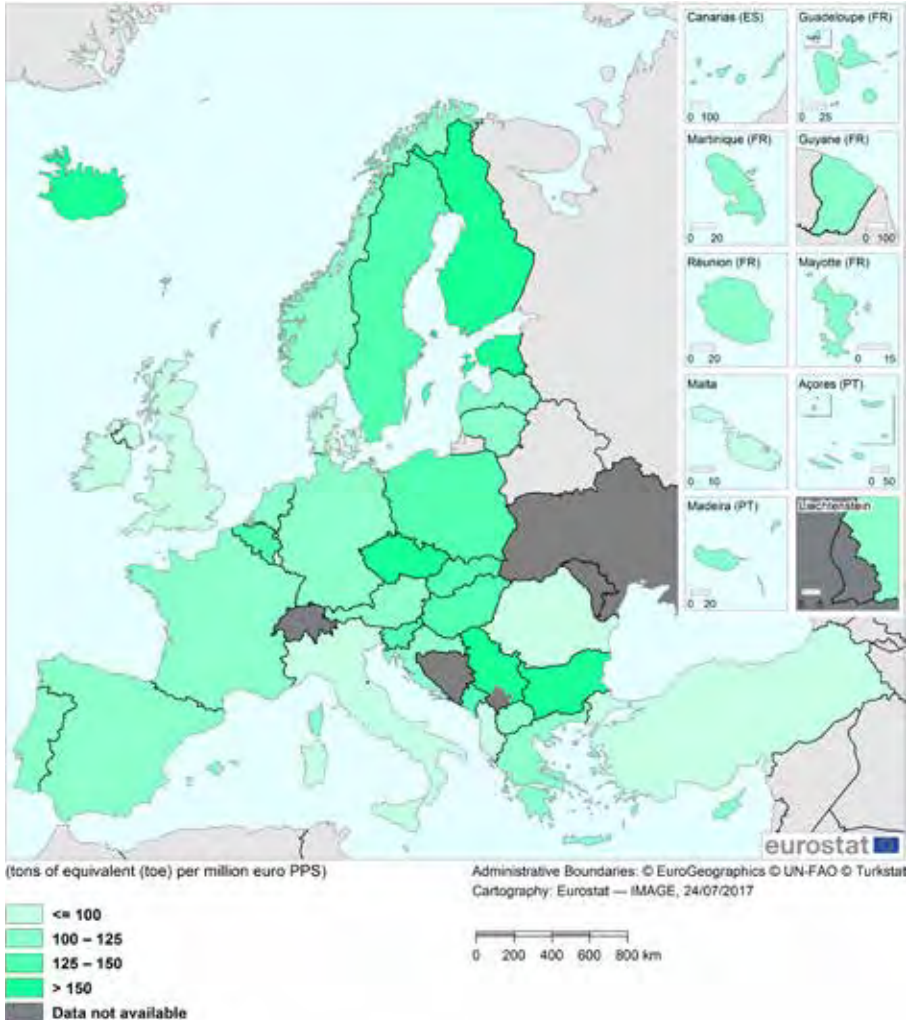 Canarias (ES)
0 100
Guadeloupe (FR)
0 25
Martinique (FR)
0 20
Guyane (FR)
0 100
Réunion (FR)
0 20
Mayotte (FR)
0 15
Malta
0 10
Açores (PT)
0 50
Madeira (PT)
0 20
Liechtenstein
eurostat
(tons of equivalent (toe) per million euro PPS)
Administrative Boundaries: © EuroGeographics © UN-FAO © Turkstat
Cartography: Eurostat — IMAGE, 24/07/2017
<= 100
100 – 125
125 – 150
> 150
Data not available
0 200 400 600 800 km